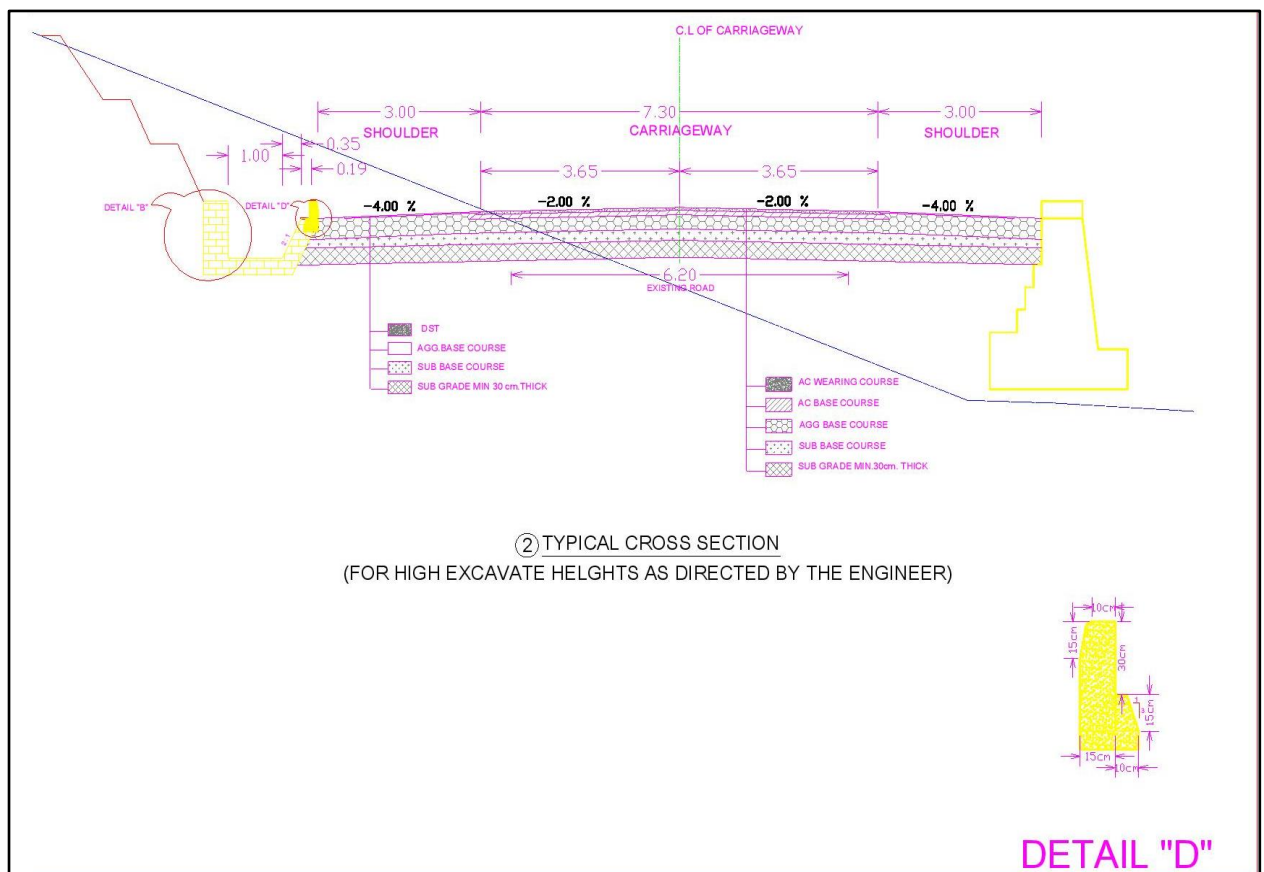 C.L OF CARRIAGEWAY
3.00 7.30 3.00
SHOULDER CARRIAGEWAY SHOULDER
0.35
1.00
0.19
3.65 3.65
DETAIL "B" DETAIL "D"
-4.00 % -2.00 % -2.00 % -4.00 %
2:1
6.20
EXISTING ROAD
DST
AGG.BASE COURSE
SUB BASE COURSE
SUB GRADE MIN 30 cm.THICK
AC WEARING COURSE
AC BASE COURSE
AGG BASE COURSE
SUB BASE COURSE
SUB GRADE MIN.30cm. THICK
2 TYPICAL CROSS SECTION
(FOR HIGH EXCAVATE HELGHTS AS DIRECTED BY THE ENGINEER)
10cm
15cm
30cm
1
3
15cm
15cm
10cm
DETAIL "D"